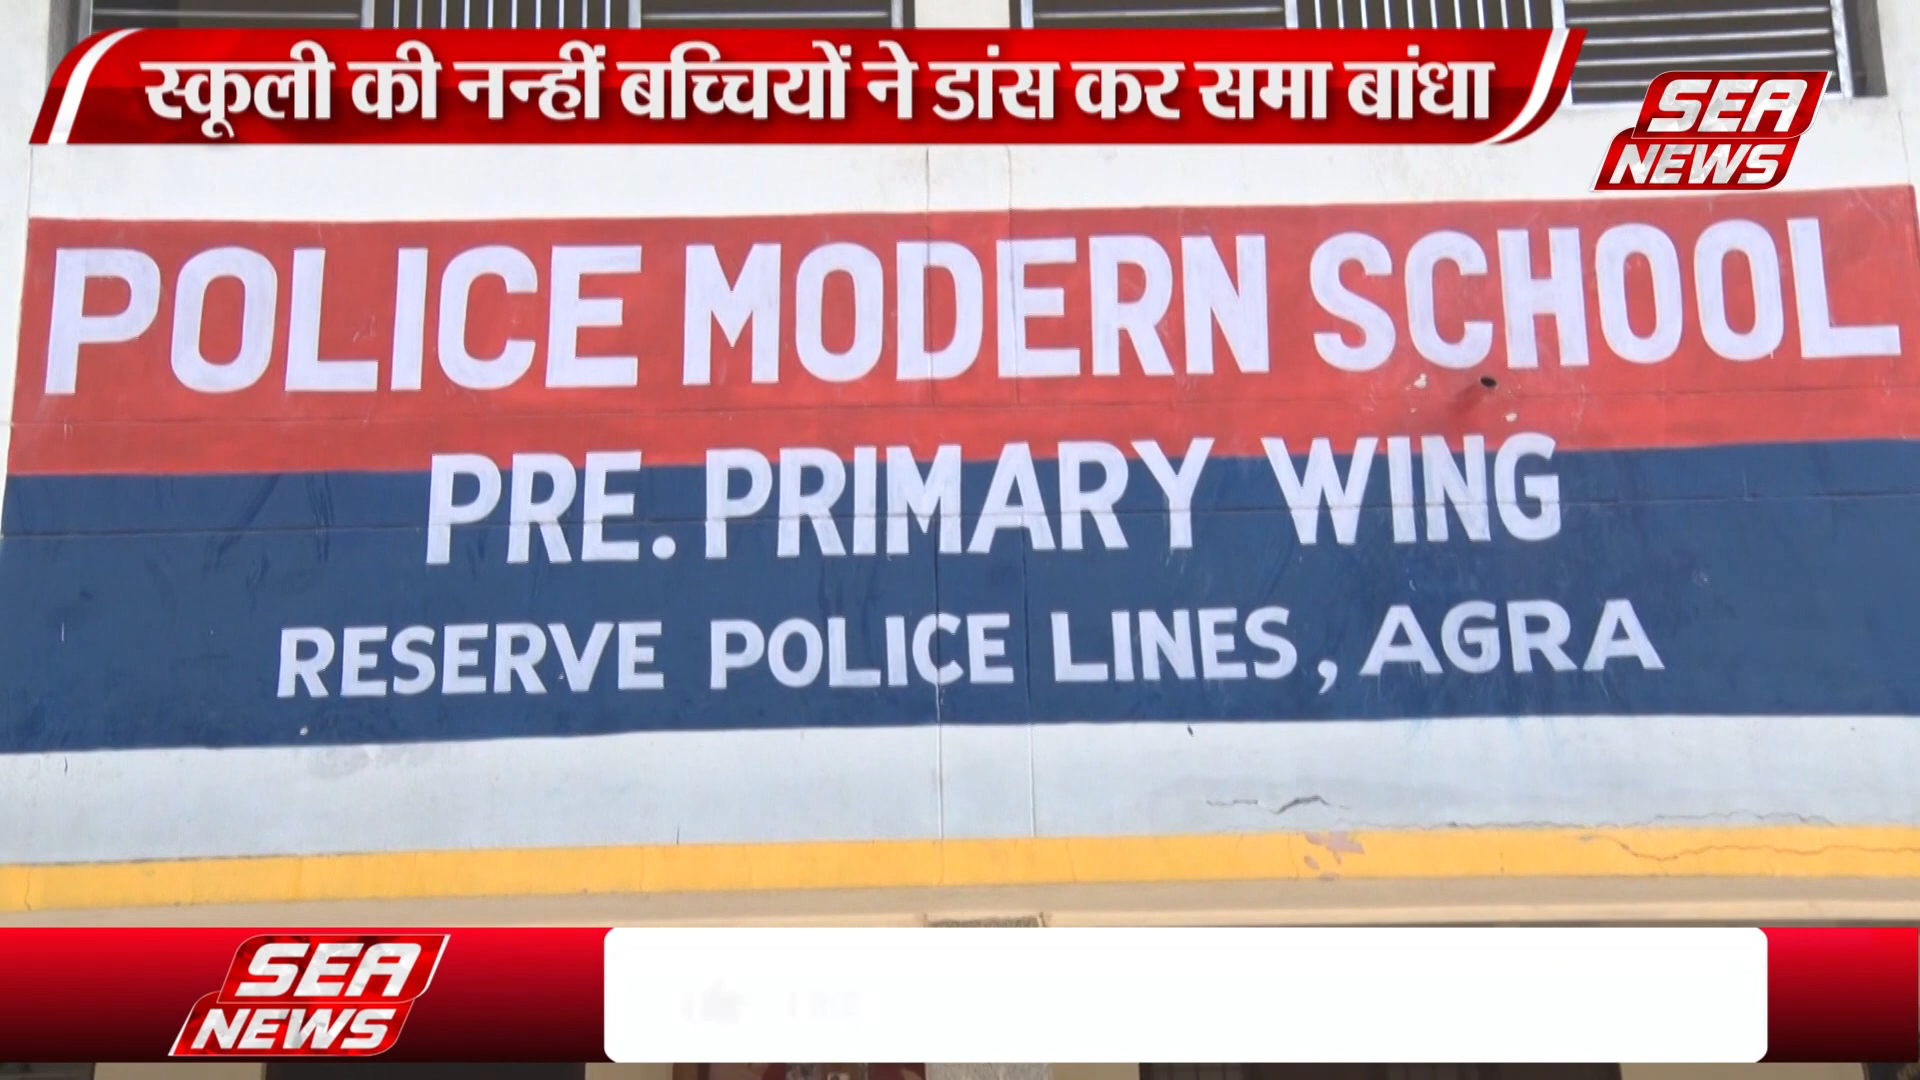 स्कूली की नन्हीं बच्चियों ने डांस कर समा बांधा
SEA
NEWS
POLICE MODERN SCHOOL
PRE. PRIMARY WING
RESERVE POLICE LINES, AGRA
SEA
NEWS